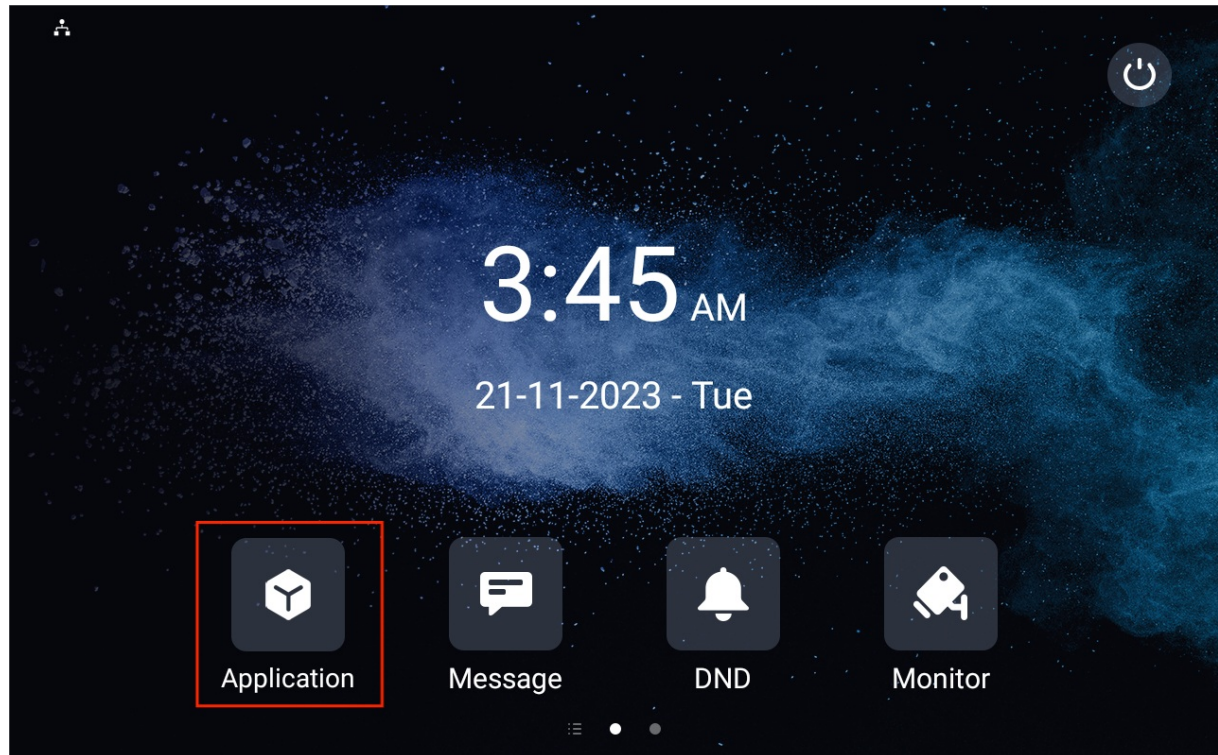 3:45 AM
21-11-2023 - Tue
Application
Message
DND
Monitor